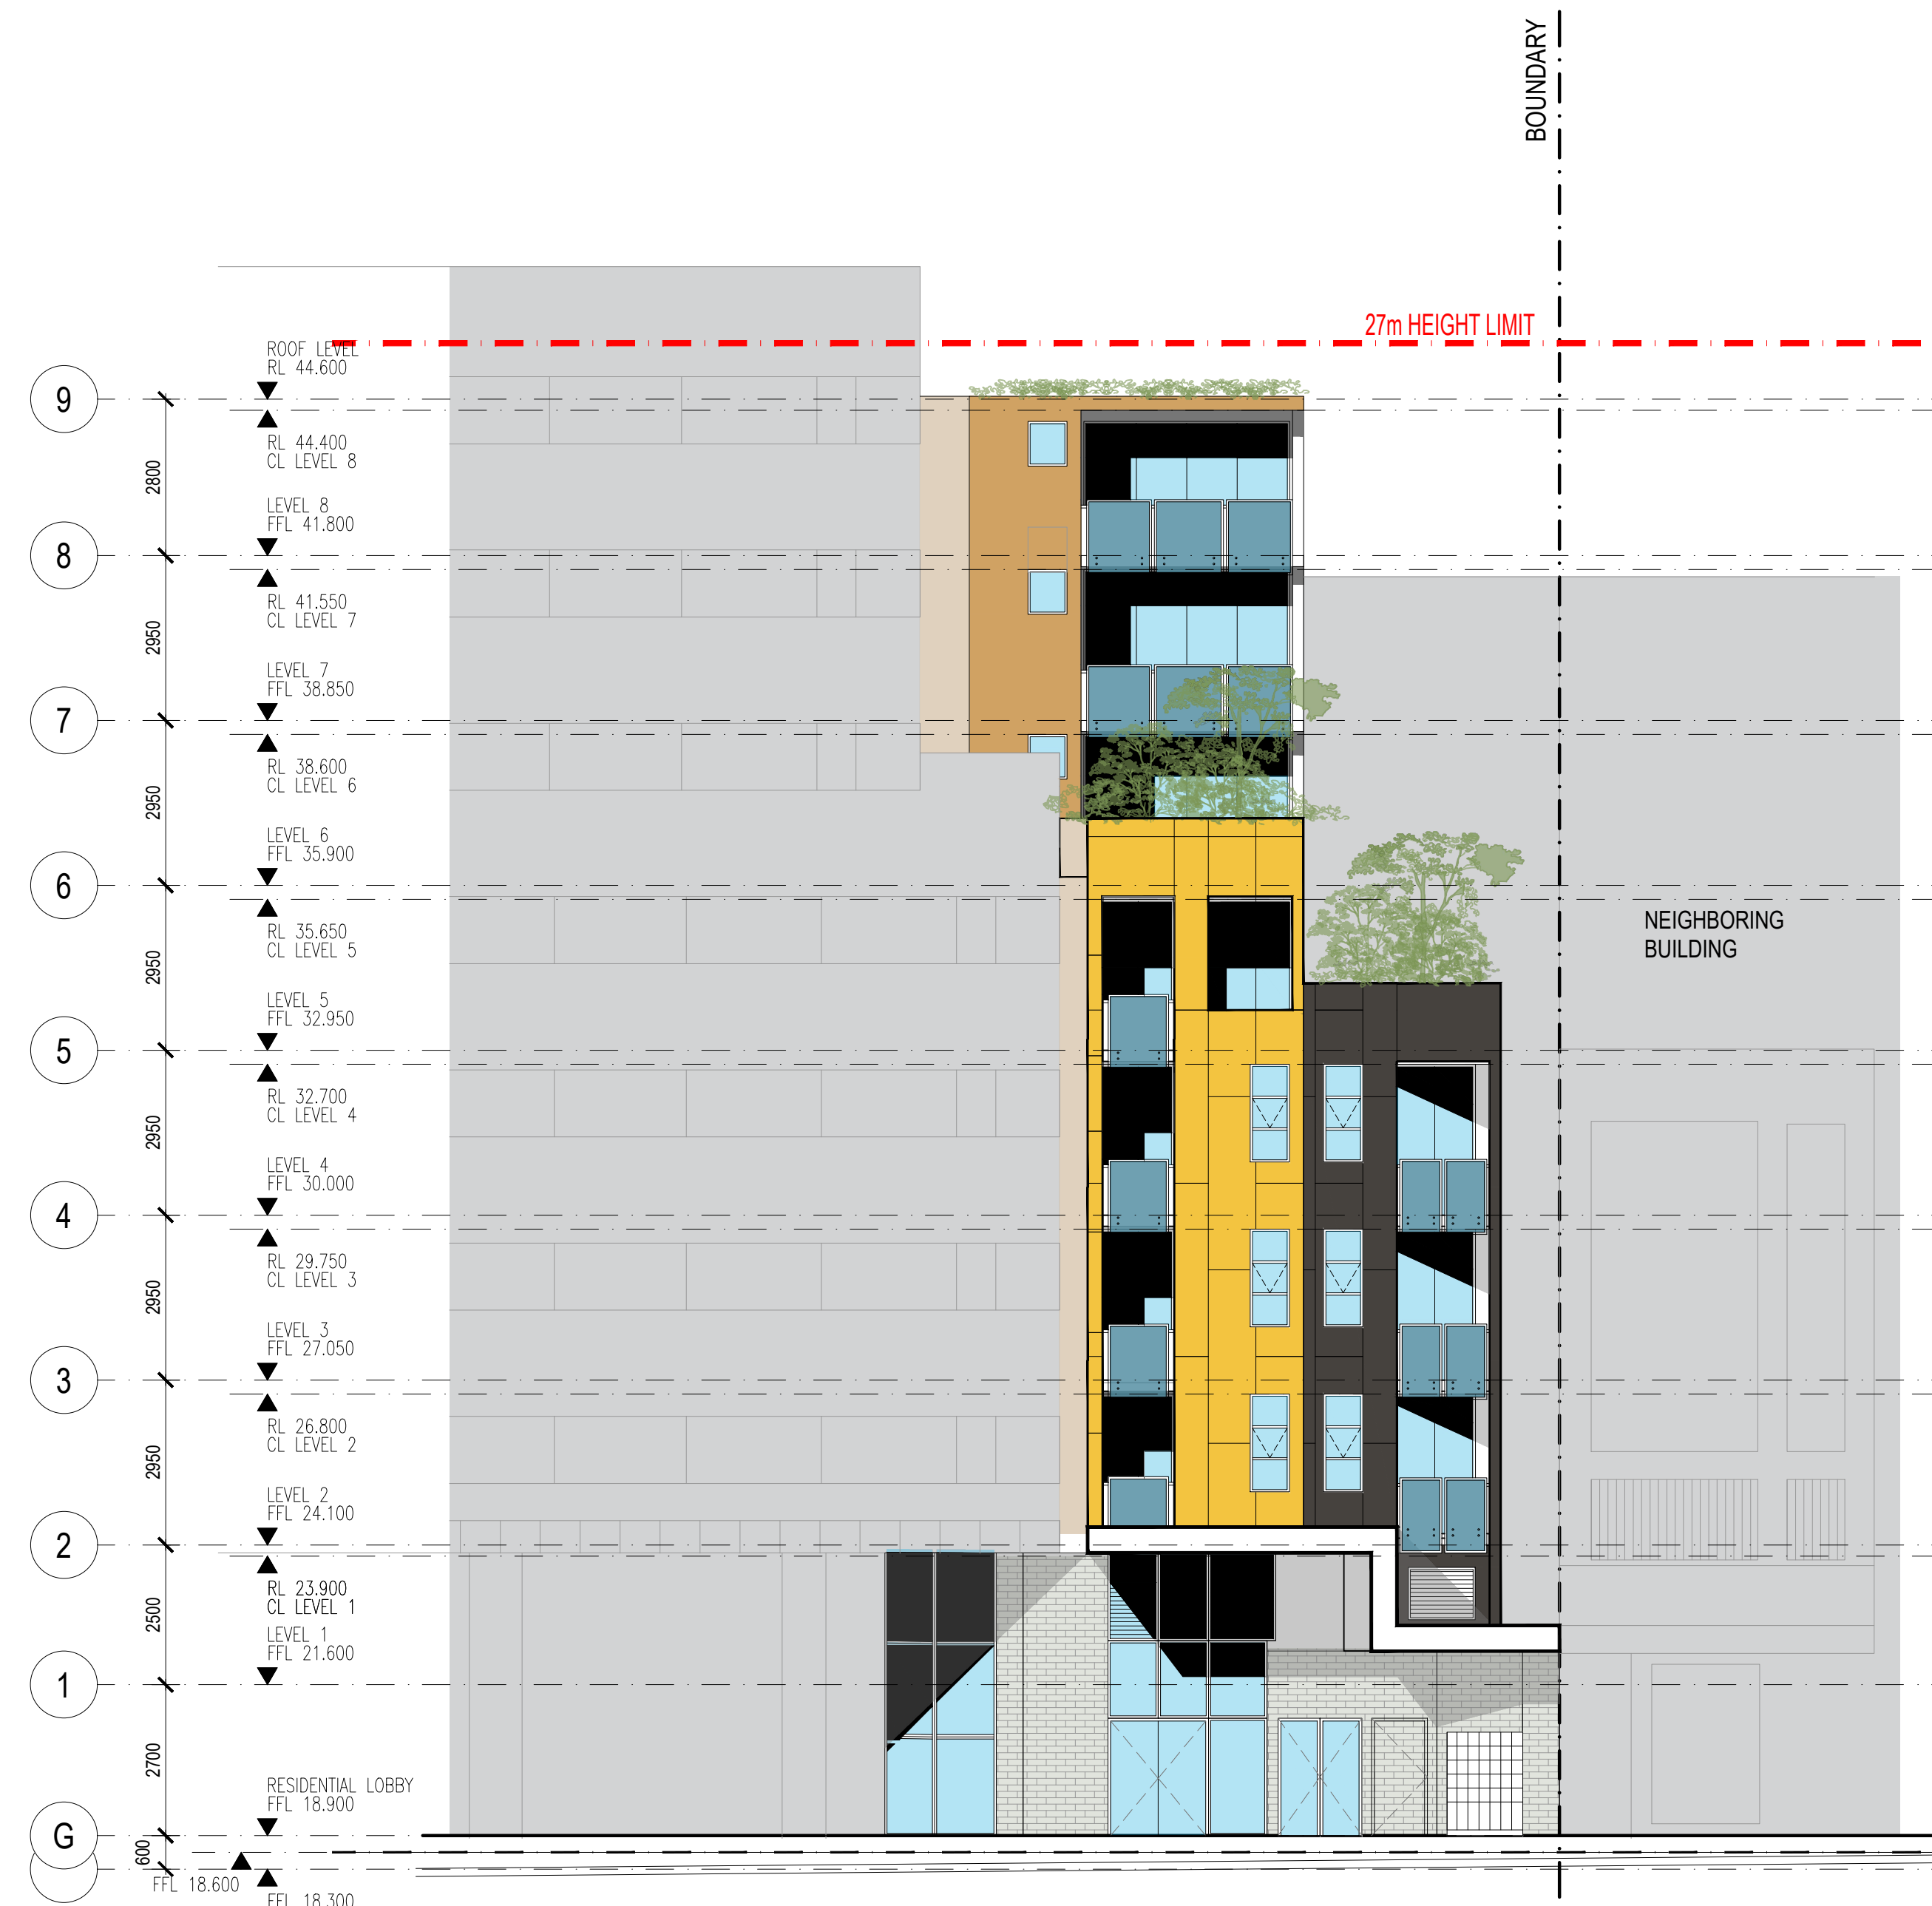 BOUNDARY
27m HEIGHT LIMIT
ROOF LEVEL
RL 44.600
9
RL 44.400
CL LEVEL 8
2800
LEVEL 8
FFL 41.800
8
RL 41.550
CL LEVEL 7
2950
LEVEL 7
FFL 38.850
7
RL 38.600
CL LEVEL 6
2950
LEVEL 6
FFL 35.900
6
NEIGHBORING
BUILDING
RL 35.650
CL LEVEL 5
2950
LEVEL 5
FFL 32.950
5
RL 32.700
CL LEVEL 4
2950
LEVEL 4
FFL 30.000
4
RL 29.750
CL LEVEL 3
2950
LEVEL 3
FFL 27.050
3
RL 26.800
CL LEVEL 2
2950
LEVEL 2
FFL 24.100
2
RL 23.900
CL LEVEL 1
2500
LEVEL 1
FFL 21.600
1
2700
RESIDENTIAL LOBBY
FFL 18.900
G
600
FFL 18.600
FFL 18.300